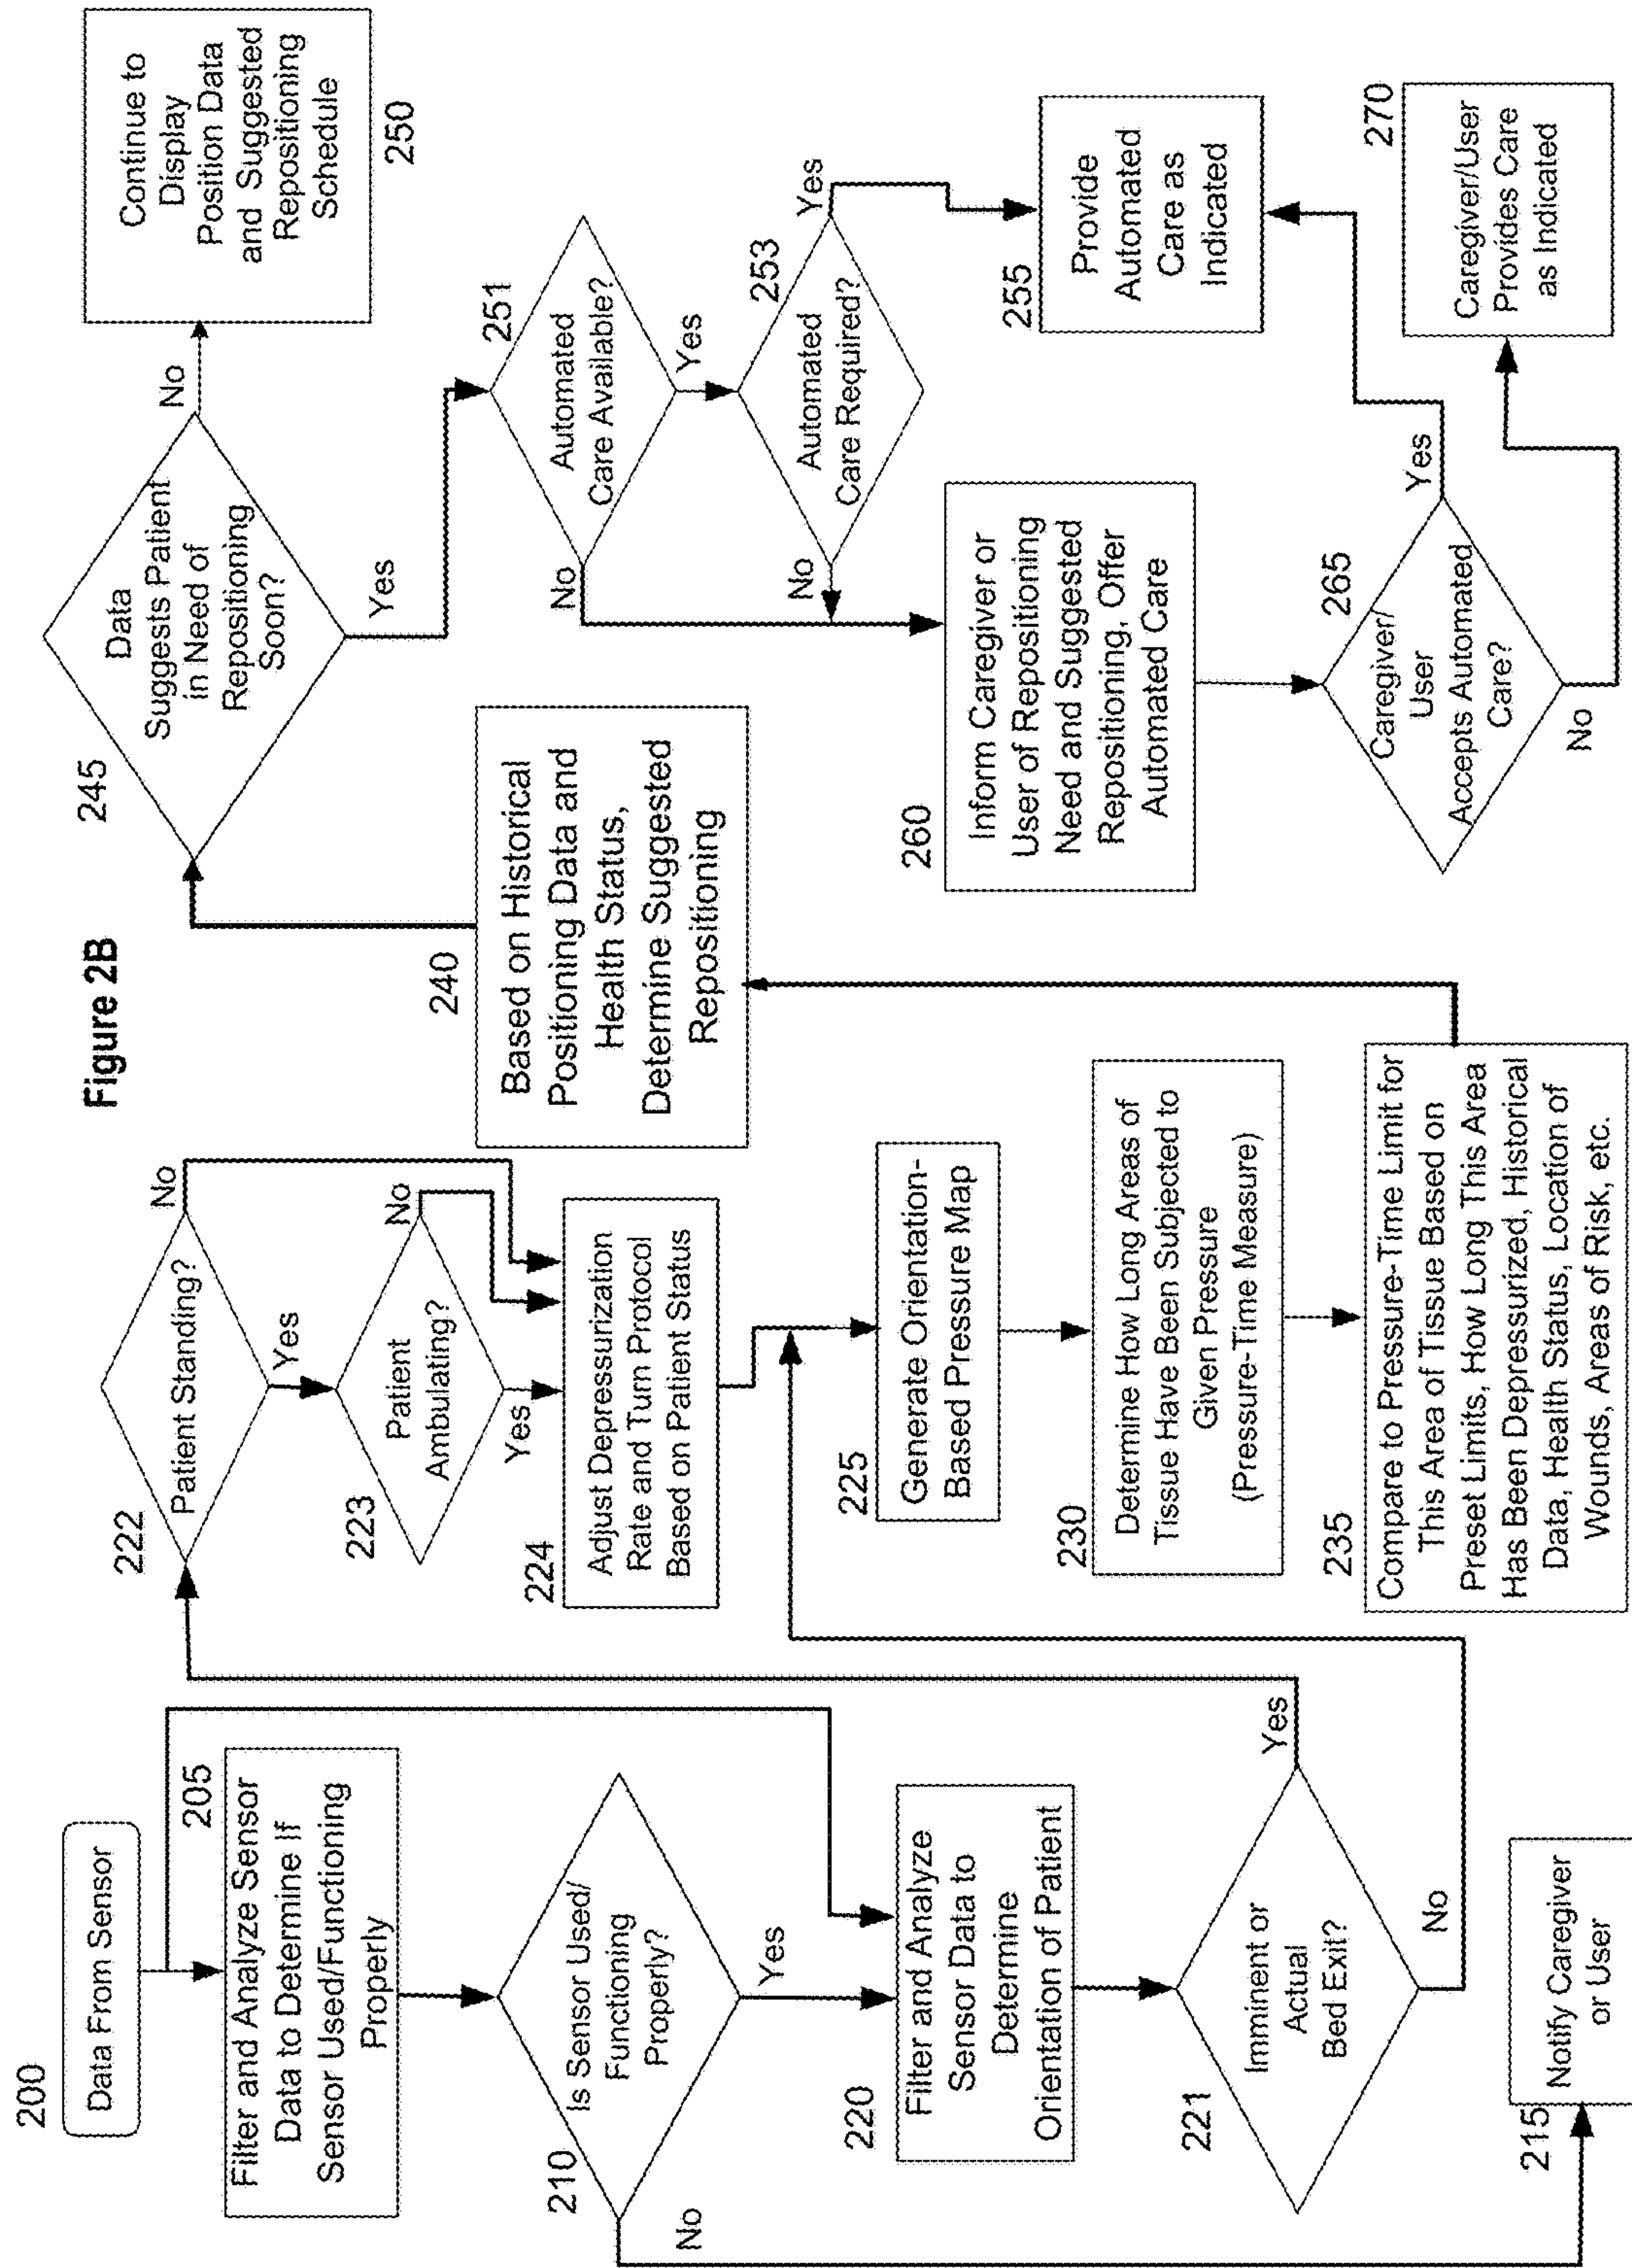 Figure 2B
200
Data From Sensor
205
Filter and Analyze Sensor
Data to Determine If
Sensor Used/Functioning
Properly
210
Is Sensor Used/
Functioning
Properly?
No
Yes
220
Filter and Analyze
Sensor Data to
Determine
Orientation of Patient
221
Imminent or
Actual
Bed Exit?
Yes
No
215
Notify Caregiver
or User
222
Patient Standing?
No
Yes
223
Patient
Ambulating?
No
Yes
224
Adjust Depressurization
Rate and Turn Protocol
Based on Patient Status
225
Generate Orientation-
Based Pressure Map
230
Determine How Long Areas of
Tissue Have Been Subjected to
Given Pressure
(Pressure-Time Measure)
235
Compare to Pressure-Time Limit for
This Area of Tissue Based on
Preset Limits, How Long This Area
Has Been Depressurized, Historical
Data, Health Status, Location of
Wounds, Areas of Risk, etc.
240
Based on Historical
Positioning Data and
Health Status,
Determine Suggested
Repositioning
245
Data
Suggests Patient
in Need of
Repositioning
Soon?
No
Yes
Continue to
Display
Position Data
and Suggested
Repositioning
Schedule
250
251
Automated
Care Available?
No
Yes
253
Automated
Care Required?
No
Yes
255
Provide
Automated
Care as
Indicated
260
Inform Caregiver or
User of Repositioning
Need and Suggested
Repositioning, Offer
Automated Care
265
Caregiver/
User
Accepts Automated
Care?
Yes
No
270
Caregiver/User
Provides Care
as Indicated